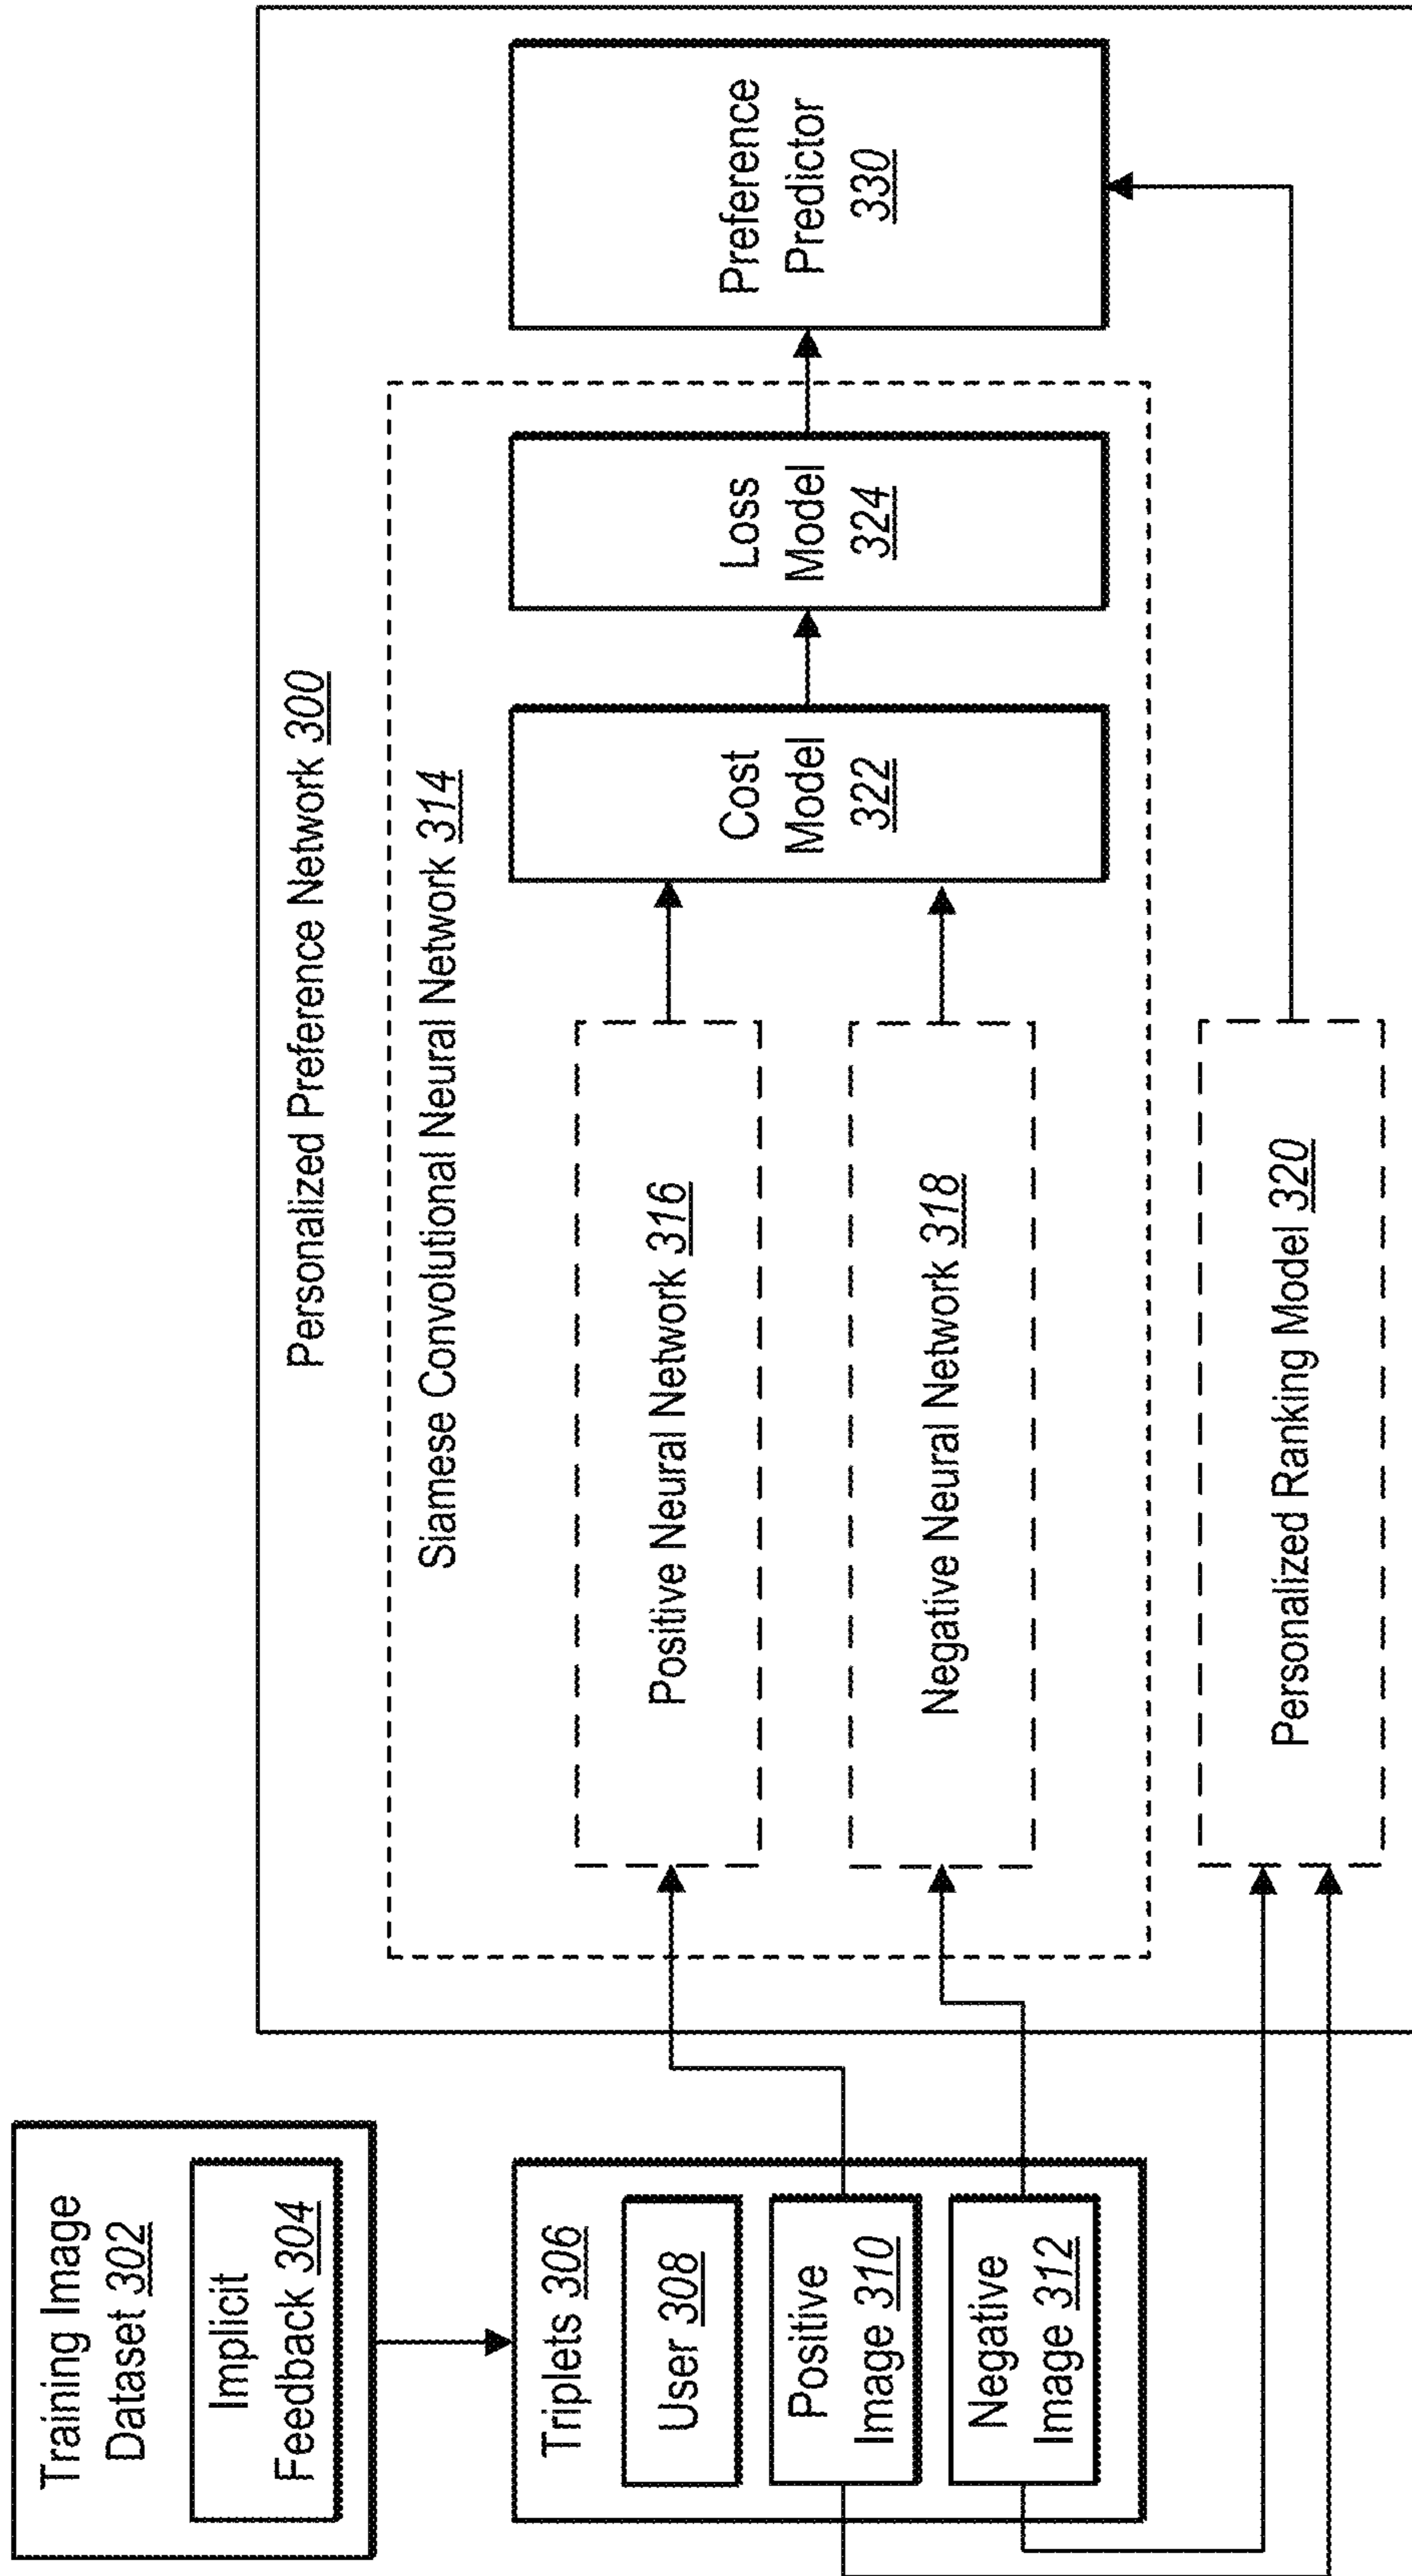 Training Image
Dataset 302
Implicit
Feedback 304
Triplets 306
User 308
Positive
Image 310
Negative
Image 312
Personalized Preference Network 300
Siamese Convolutional Neural Network 314
Positive Neural Network 316
Negative Neural Network 318
Cost
Model
322
Loss
Model
324
Preference
Predictor
330
Personalized Ranking Model 320